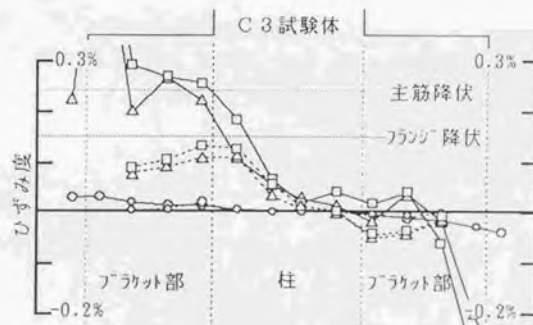 C3試験体
0.3%
0.3%
主筋降伏
フランジ降伏
ひずみ度
ブラケット部
柱
ブラケット部
-0.2%
-0.2%